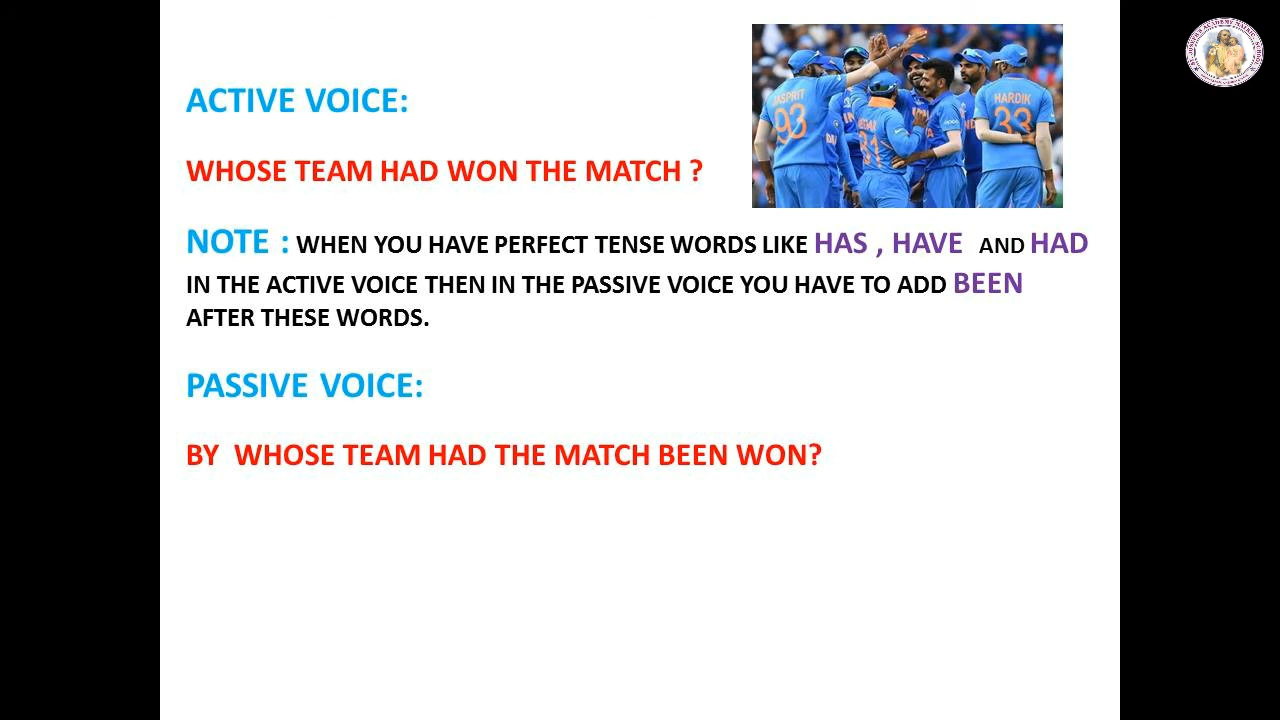 ACTIVE VOICE:
WHOSE TEAM HAD WON THE MATCH ?
NOTE : WHEN YOU HAVE PERFECT TENSE WORDS LIKE HAS , HAVE AND HAD
IN THE ACTIVE VOICE THEN IN THE PASSIVE VOICE YOU HAVE TO ADD BEEN
AFTER THESE WORDS.
PASSIVE VOICE:
BY WHOSE TEAM HAD THE MATCH BEEN WON?
JASPRIT
93
HARDIK
33